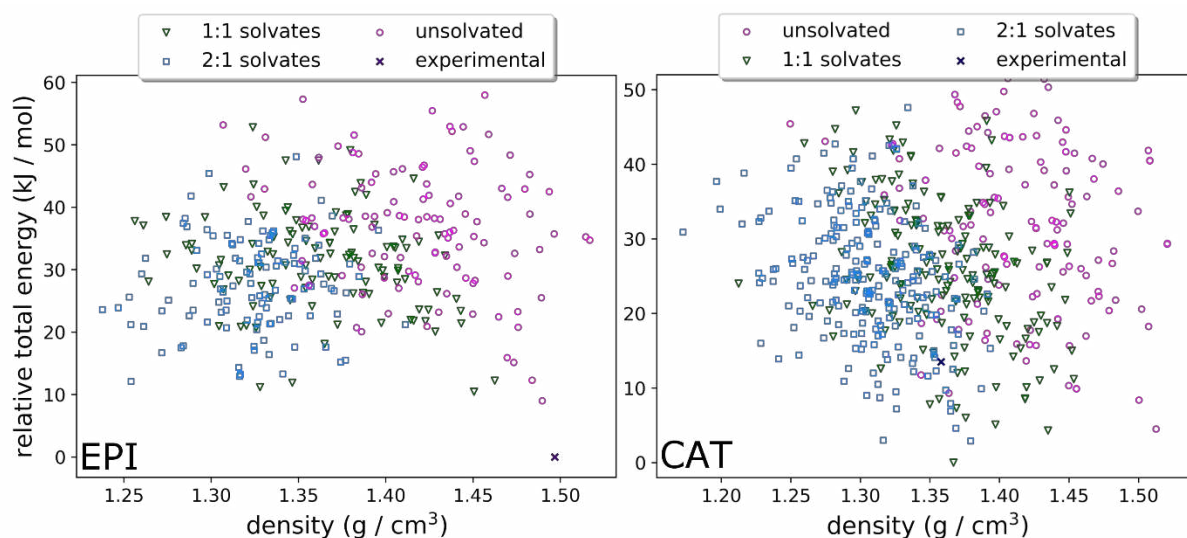 1:1 solvates unsolvated
2:1 solvates experimental
unsolvated 2:1 solvates
1:1 solvates experimental
relative total energy (kJ / mol)
60
50
40
30
20
10
0
EPI
1.25 1.30 1.35 1.40 1.45 1.50
density (g / cm³)
50
40
30
20
10
0
CAT
1.20 1.25 1.30 1.35 1.40 1.45 1.50
density (g / cm³)